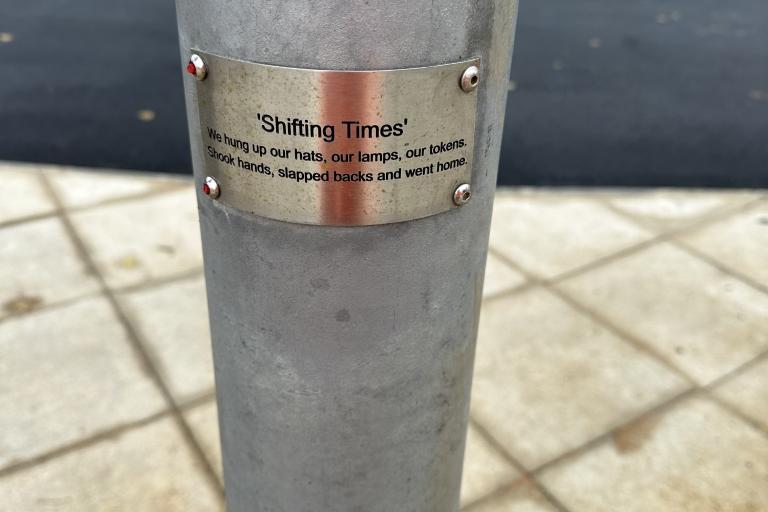 'Shifting Times'
We hung up our hats, our lamps, our tokens.
Shook hands, slapped backs and went home.